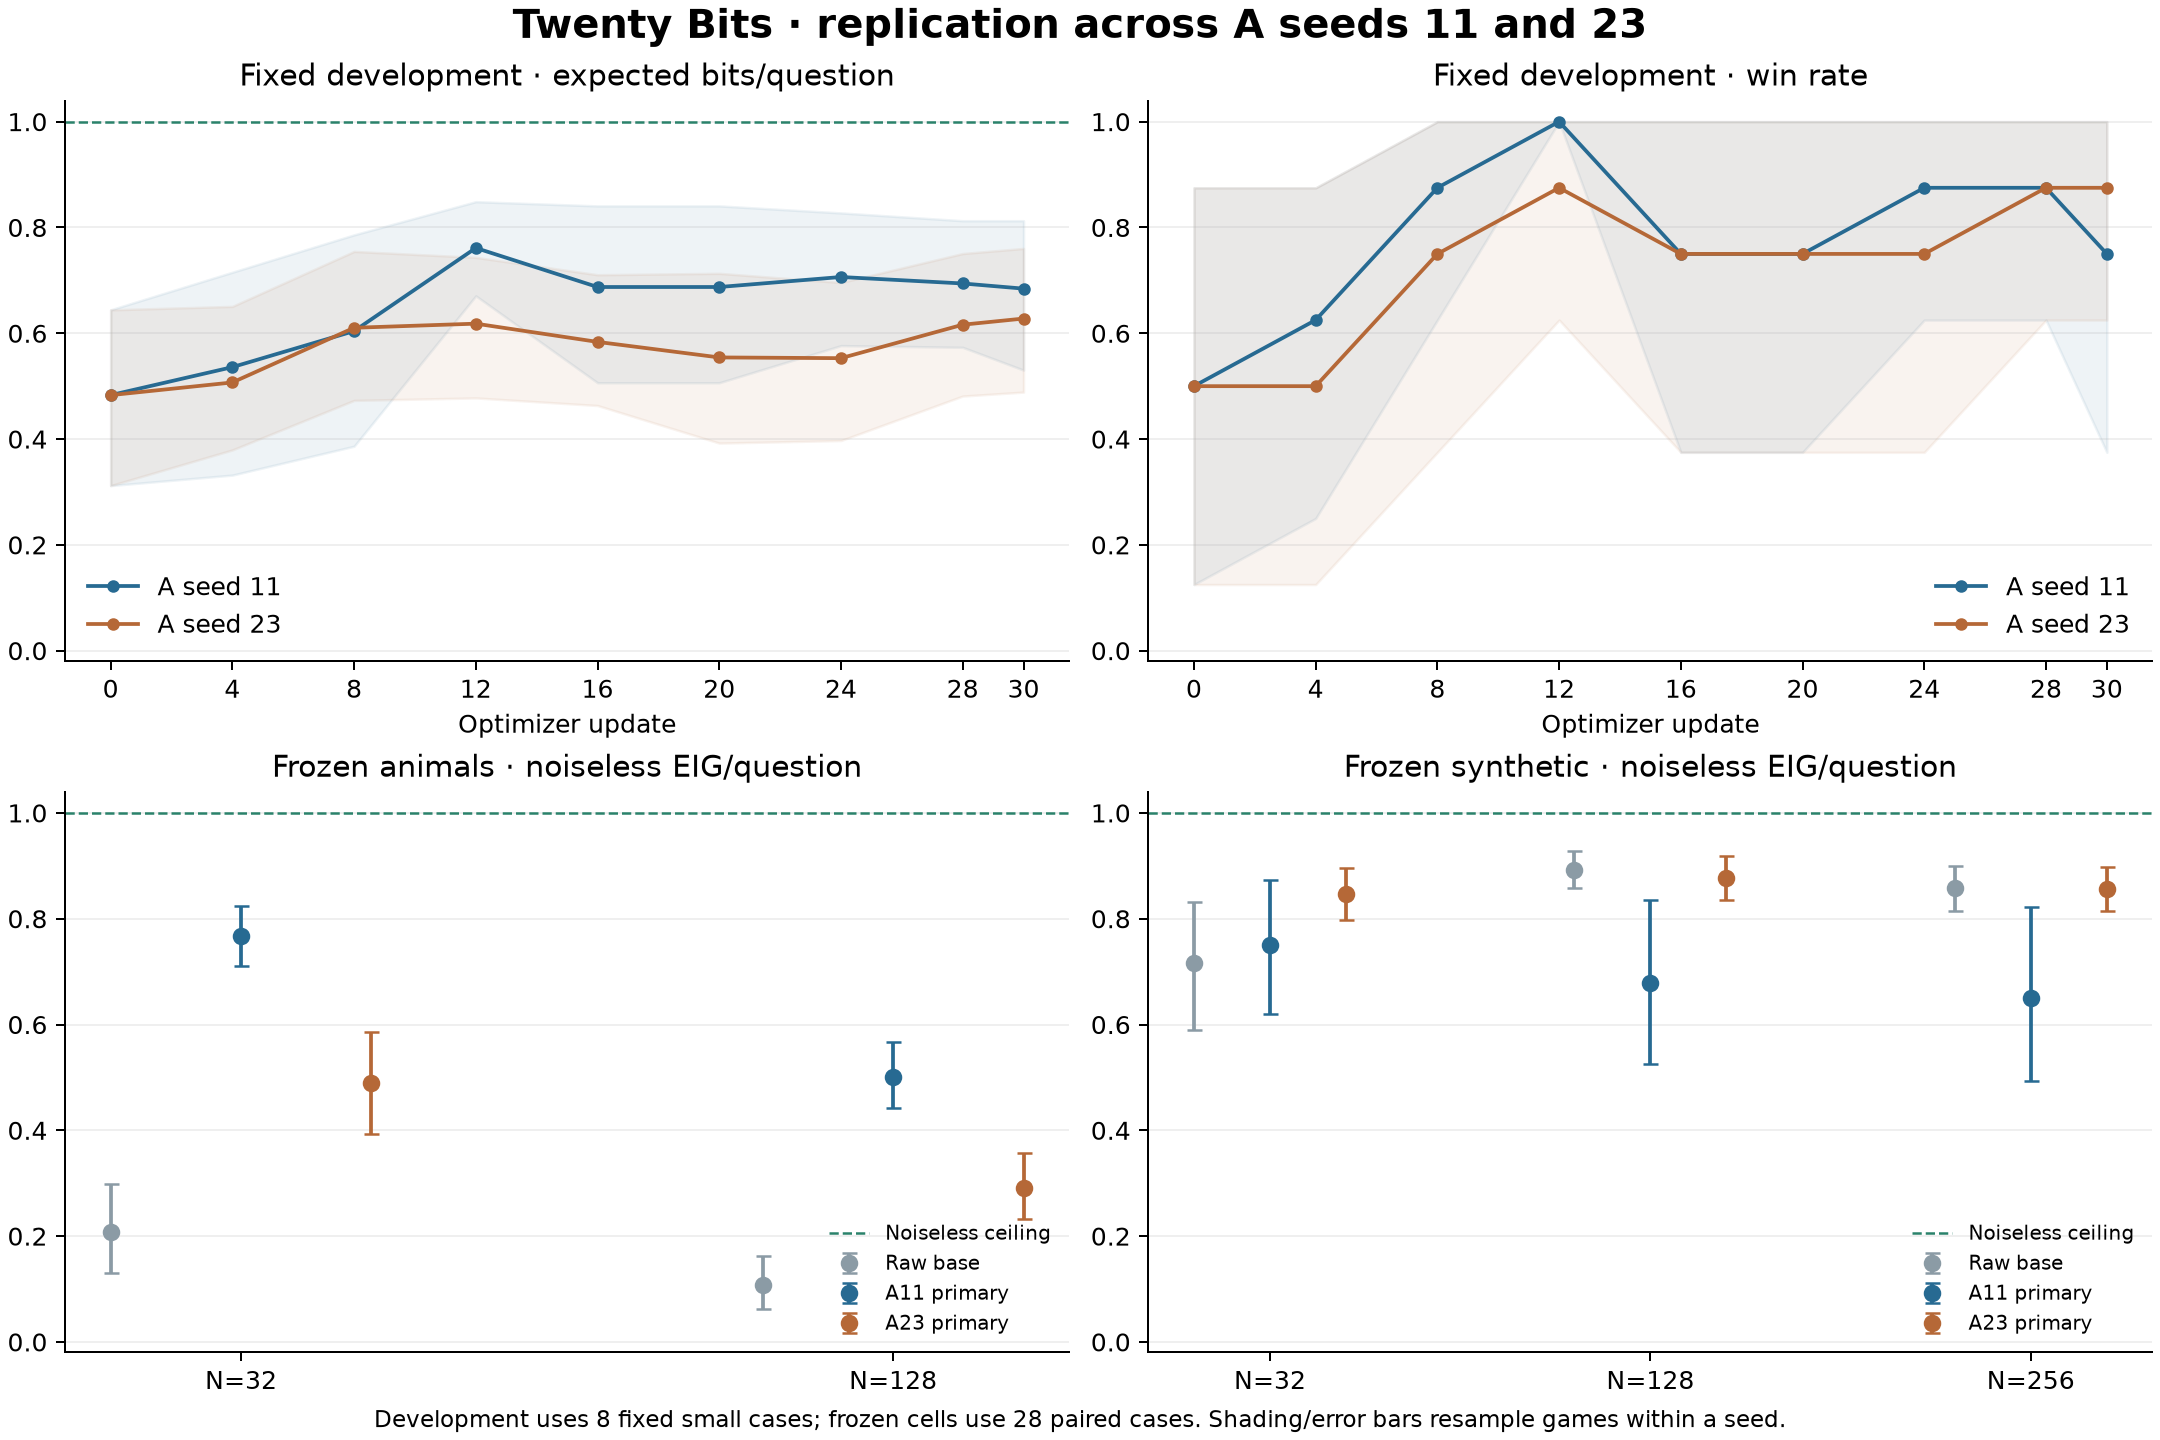 Twenty Bits · replication across A seeds 11 and 23
Fixed development · expected bits/question
1.0
0.8
0.6
0.4
0.2
0.0
A seed 11
A seed 23
0 4 8 12 16 20 24 28 30
Optimizer update
Fixed development · win rate
1.0
0.8
0.6
0.4
0.2
0.0
A seed 11
A seed 23
0 4 8 12 16 20 24 28 30
Optimizer update
Frozen animals · noiseless EIG/question
1.0
0.8
0.6
0.4
0.2
0.0
Noiseless ceiling
Raw base
A11 primary
A23 primary
N=32 N=128
Frozen synthetic · noiseless EIG/question
1.0
0.8
0.6
0.4
0.2
0.0
Noiseless ceiling
Raw base
A11 primary
A23 primary
N=32 N=128 N=256
Development uses 8 fixed small cases; frozen cells use 28 paired cases. Shading/error bars resample games within a seed.